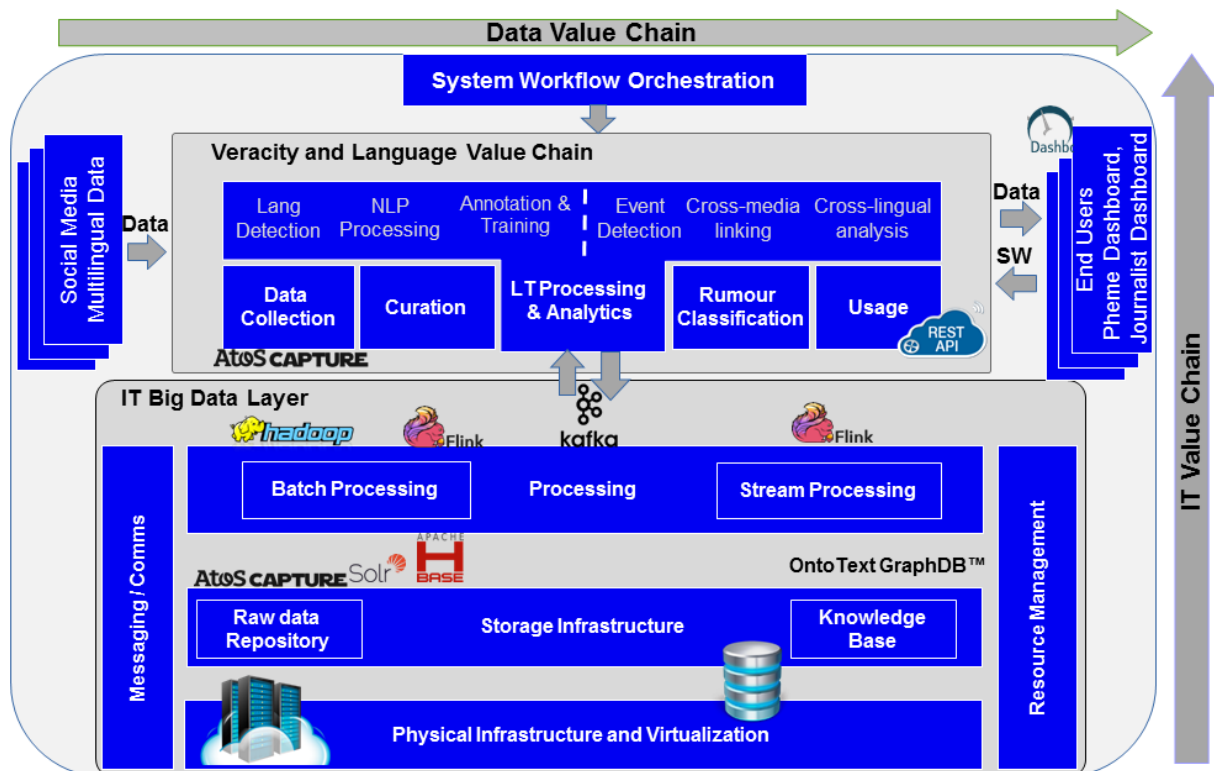 Data Value Chain
System Workflow Orchestration
IT Value Chain
Social Media
Multilingual Data
Data
Veracity and Language Value Chain
Lang
Detection
NLP
Processing
Annotation &
Training
Event
Detection
Cross-media
linking
Cross-lingual
analysis
Data
Collection
Curation
LT Processing
& Analytics
Rumour
Classification
Usage
REST
API
Atos CAPTURE
Dashbo
Data
SW
End Users
Pheme Dashboard,
Journalist Dashboard
IT Big Data Layer
hadoop
Flink
kafka
Flink
Messaging / Comms
Batch Processing
Processing
Stream Processing
Resource Management
Atos CAPTURE
Solr
APACHE
H
BASE
OntoText GraphDB™
Raw data
Repository
Storage Infrastructure
Knowledge
Base
Physical Infrastructure and Virtualization